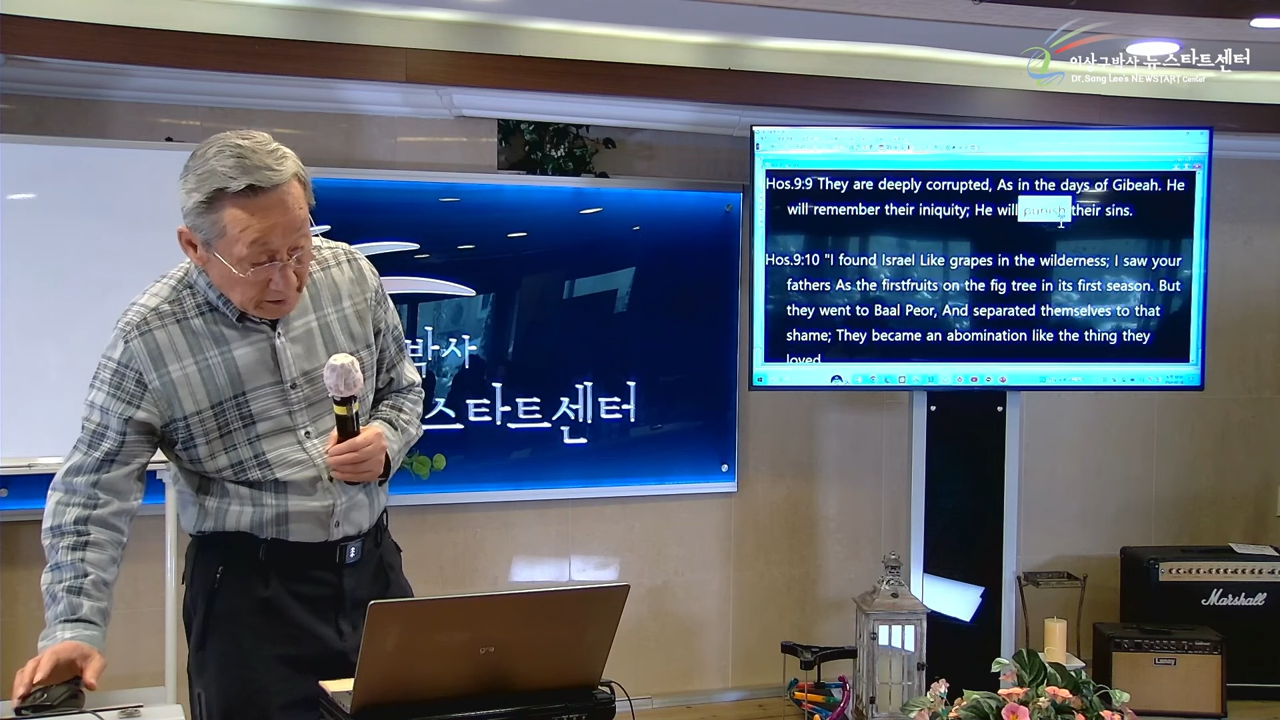 이상구박사 뉴스타트센터
Dr. Sang Lee's NEWSTART Center
Hos.9:9 They are deeply corrupted, As in the days of Gibeah. He
will remember their iniquity; He will punish their sins.
Hos.9:10 "I found Israel Like grapes in the wilderness; I saw your
fathers As the firstfruits on the fig tree in its first season. But
they went to Baal Peor, And separated themselves to that
shame; They became an abomination like the thing they
loved.
박사
스타트센터
Marshall
Laney